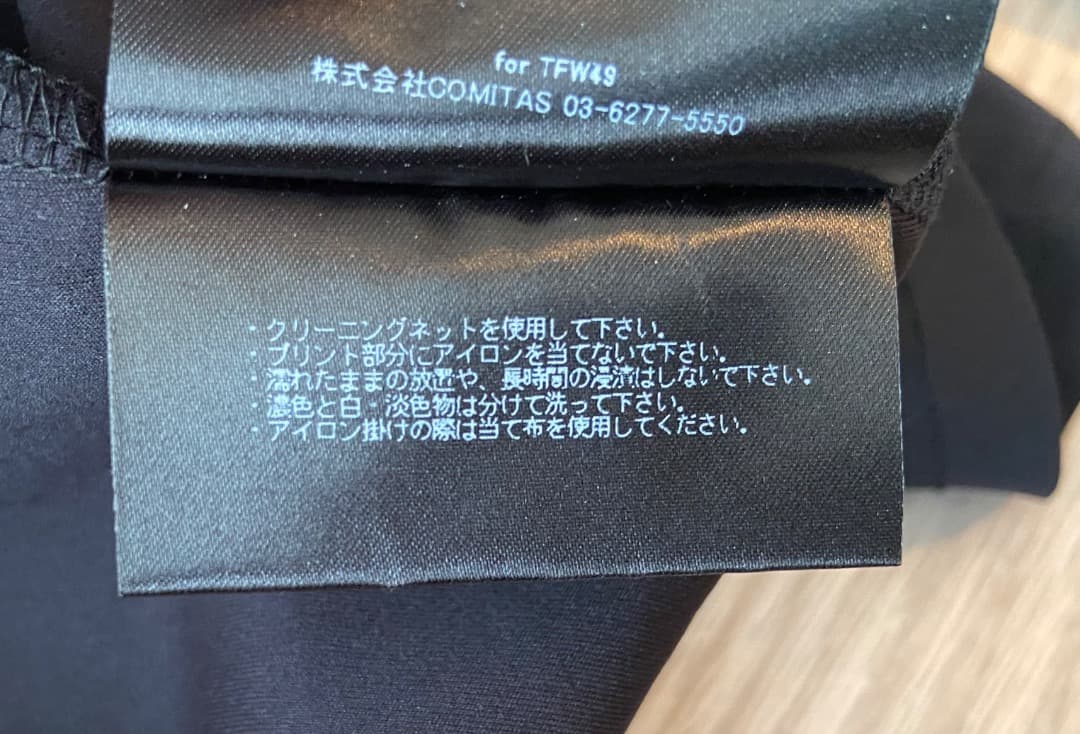 for TFW49
株式会社COMITAS 03-6277-5550
・クリーニングネットを使用して下さい。
・プリント部分にアイロンを当てないで下さい。
・濡れたままの放置や、長時間の浸漬はしないで下さい。
濃色と白・淡色物は分けて洗って下さい。
・アイロン掛けの際は当て布を使用してください。